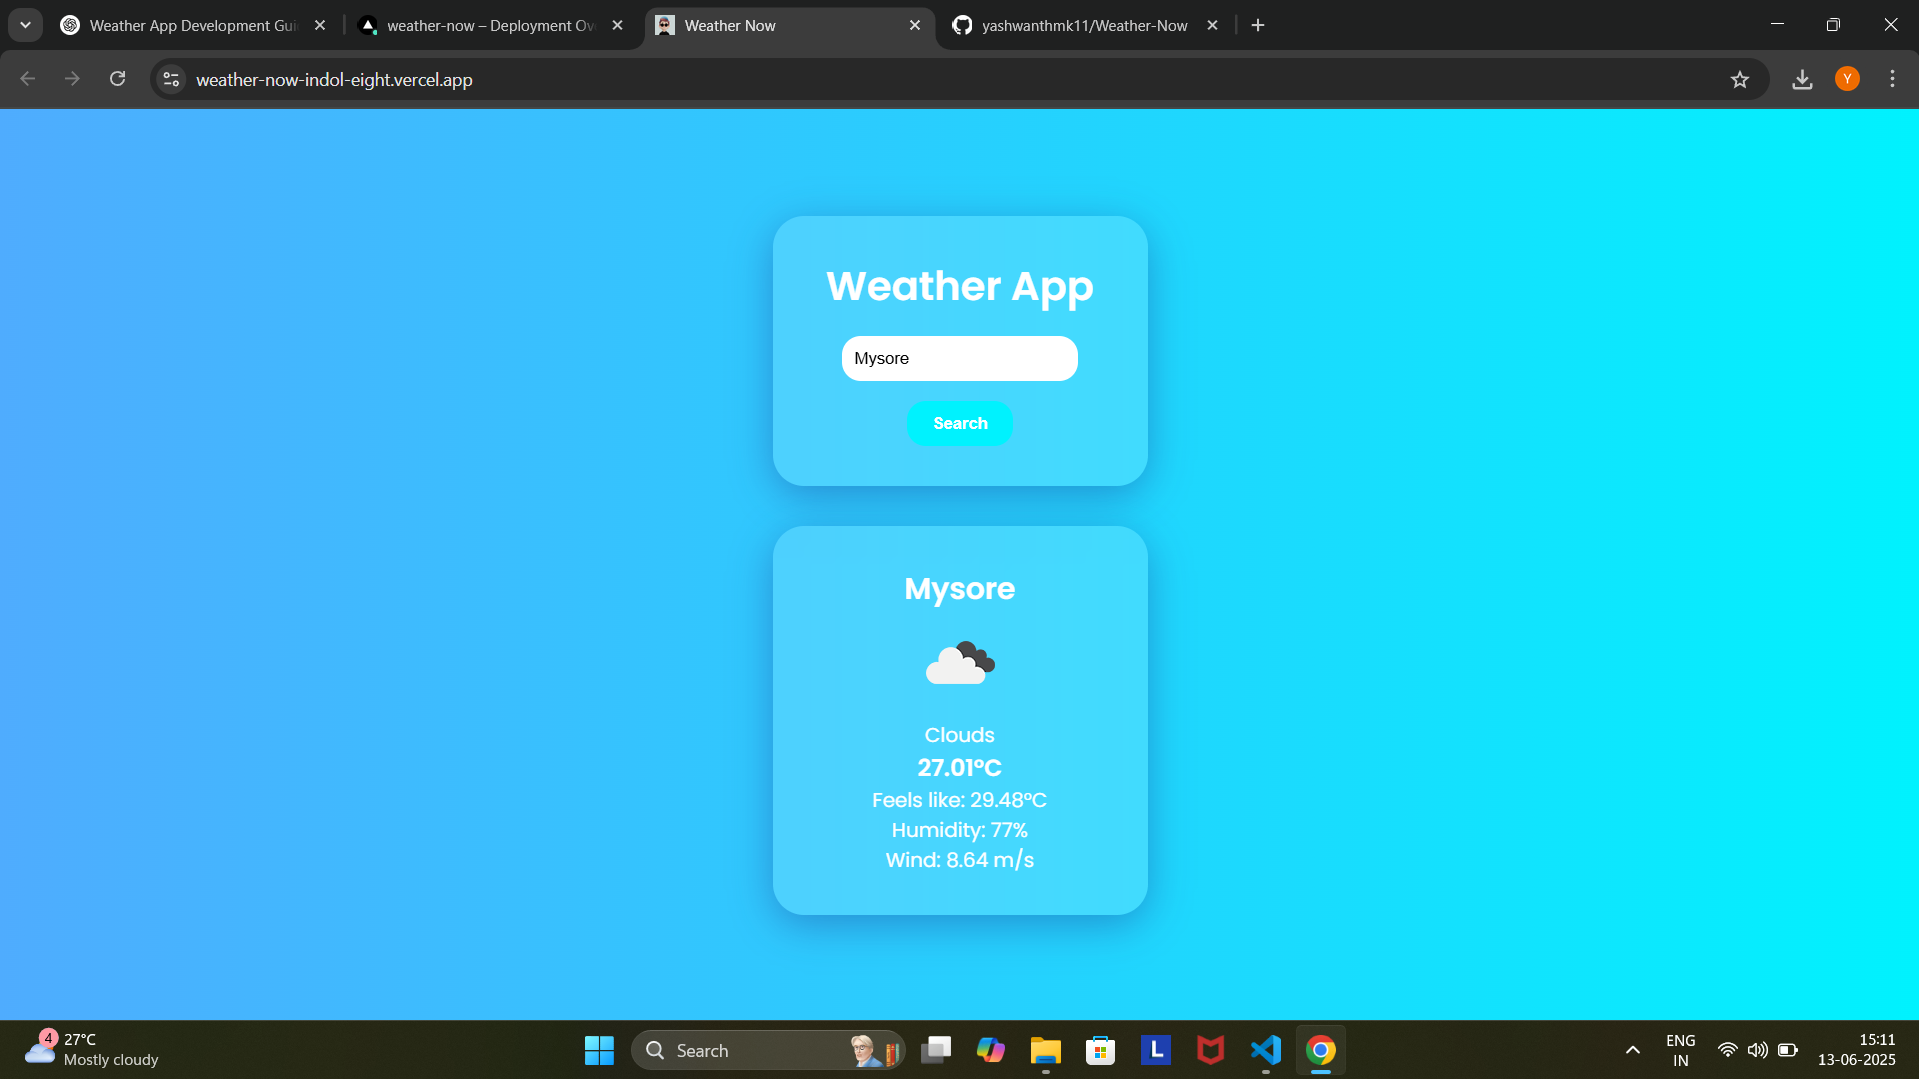 Weather App Development Gui
weather-now – Deployment Ov
Weather Now
yashwanthmk11/Weather-Now
weather-now-indol-eight.vercel.app
Y
Weather App
Mysore
Search
Mysore
Clouds
27.01°C
Feels like: 29.48°C
Humidity: 77%
Wind: 8.64 m/s
4
27°C
Mostly cloudy
Search
L
ENG
IN
15:11
13-06-2025